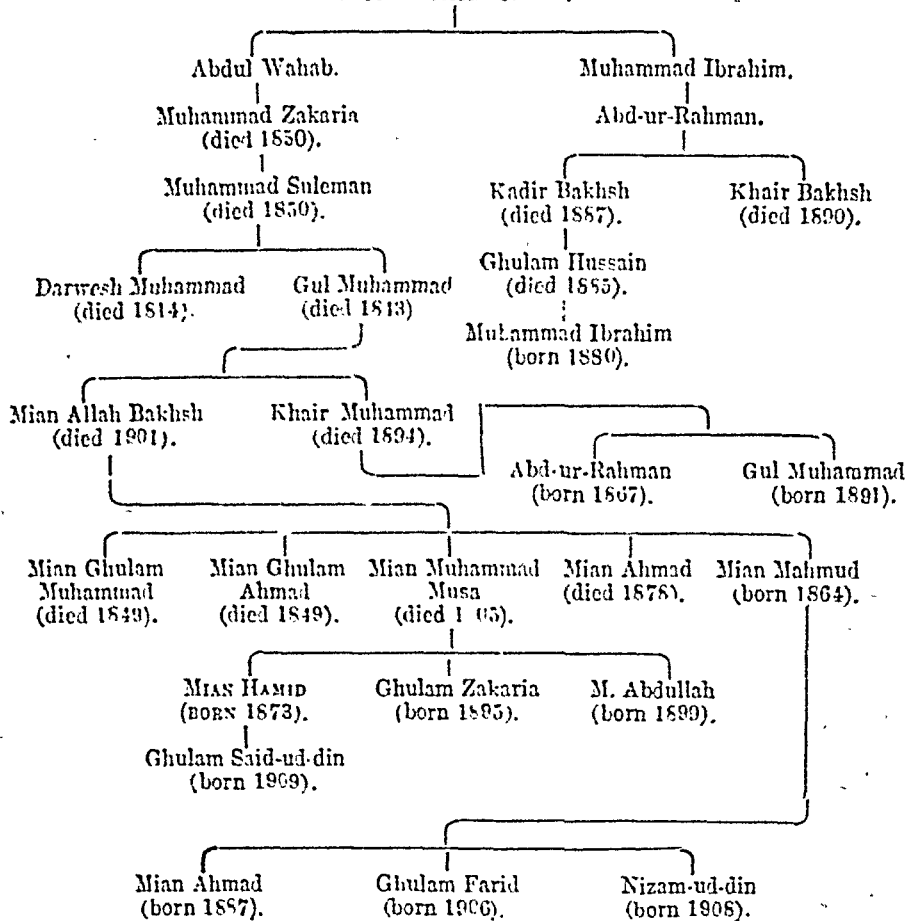 Abdul Wahab. Muhammad Ibrahim.
Muhammad Zakaria Abd-ur-Rahman.
(died 1850).
Muhammad Suleman Kadir Bakhsh Khair Bakhsh
(died 1850). (died 1887). (died 1890).
Darwesh Muhammad Gul Muhammad Ghulam Hussain
(died 1814). (died 1843) (died 1885).
Muhammad Ibrahim
(born 1880).
Mian Allah Bakhsh Khair Muhammad
(died 1901). (died 1894).
Abd-ur-Rahman Gul Muhammad
(born 1867). (born 1891).
Mian Ghulam Mian Ghulam Mian Muhammad Mian Ahmad Mian Mahmud
Muhammad Ahmad Musa (died 1878). (born 1864).
(died 1849). (died 1849). (died
MIAN HAMID Ghulam Zakaria M. Abdullah
(BORN 1873). (born 1895). (born 1899).
Ghulam Said-ud-din
(born 1909).
Mian Ahmad Ghulam Farid Nizam-ud-din
(born 1887). (born 1906). (born 1908).